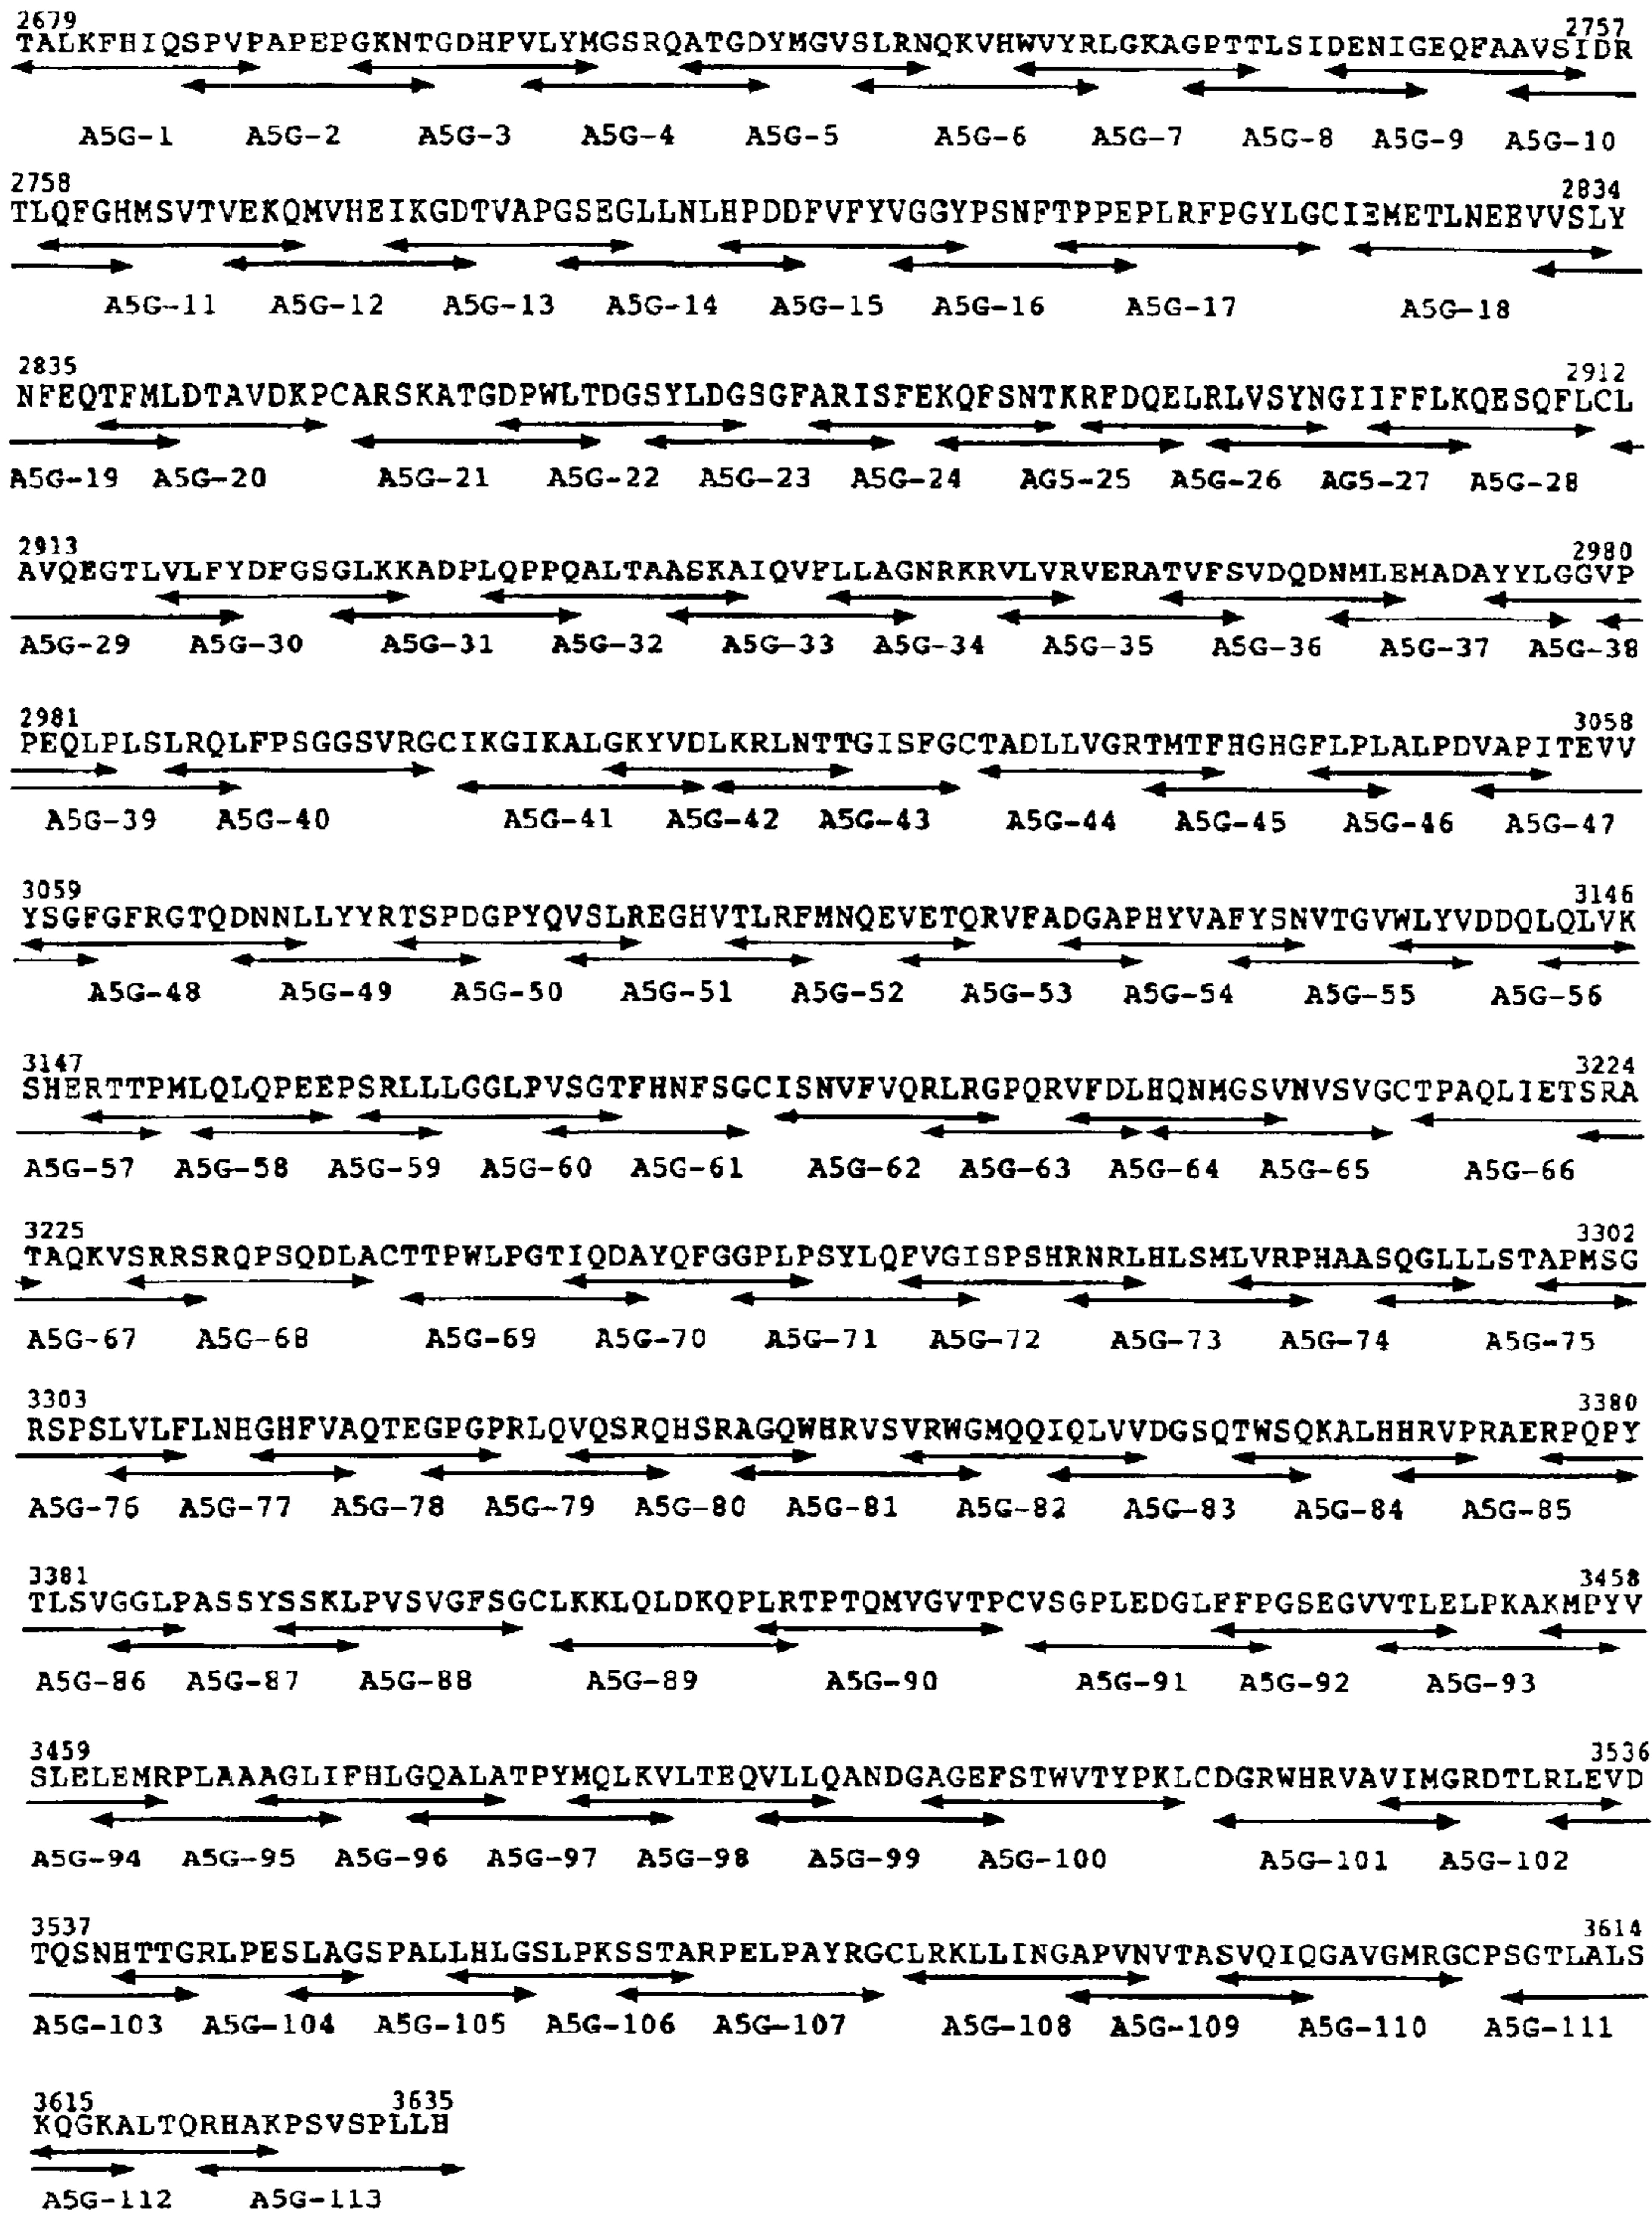 2679 2757
TALKFHIQSPVPAPEPGKNTGDHFVLYMGSRQATGDYMGVSLRNQKVHWVYRLGKAGPTTLSIDENIGEQFAAVSIDR
A5G-1 A5G-2 A5G-3 A5G-4 A5G-5 A5G-6 A5G-7 A5G-8 A5G-9 A5G-10
2758 2834
TLQFGHMSVTVEKQMVHEIKGDTVAPGSEGLLNLHPDDFVFYVGGYPSNFTPPEPLRFPGYLGCIEMETLNEEVVSLY
A5G-11 A5G-12 A5G-13 A5G-14 A5G-15 A5G-16 A5G-17 A5G-18
2835 2912
NFEQTFMLDTAVDKPCARSKATGDPWLTDGSYLDGSGFARISFEKQFSNTKRFDQELRLVSYNGIIFFLKQESQFLCL
A5G-19 A5G-20 A5G-21 A5G-22 A5G-23 A5G-24 AG5-25 A5G-26 AG5-27 A5G-28
2913 2980
AVQEGTLVLFYDFGSGLKKADPLQPPQALTAASKAIQVFLLAGNRKRVLVRVERATVFSVDQDNMLEMADAYYLGGVP
A5G-29 A5G-30 A5G-31 A5G-32 A5G-33 A5G-34 A5G-35 A5G-36 A5G-37 A5G-38
2981 3058
PEQLPLSLRQLFPSGGSVRGCIKGIKALGKYVDLKRLNTTGISFGCTADLLVGRTMTFHGHGFLPLALPDVAPITEVV
A5G-39 A5G-40 A5G-41 A5G-42 A5G-43 A5G-44 A5G-45 A5G-46 A5G-47
3059 3146
YSGFGFRGTQDNNLLYYRTSPDGPYQVSLREGHVTLRFMNQEVETQRVFADGAPHYVAFYSNVTGVWLYVDDQLQLVK
A5G-48 A5G-49 A5G-50 A5G-51 A5G-52 A5G-53 A5G-54 A5G-55 A5G-56
3147 3224
SHERTTPMLQLQPEEPSRLLLGGLPVSGTFHNFSGCISNVFVQRLRGPQRVFDLHQNMGSVNVSVGCTPAQLIETSRA
A5G-57 A5G-58 A5G-59 A5G-60 A5G-61 A5G-62 A5G-63 A5G-64 A5G-65 A5G-66
3225 3302
TAQKVSRRSRQPSQDLACTTPWLPGTIQDAYQFGGPLPSYLQFVGISPSHRNRLHLSMLVRPHAASQGLLLSTAPMSG
A5G-67 A5G-68 A5G-69 A5G-70 A5G-71 A5G-72 A5G-73 A5G-74 A5G-75
3303 3380
RSPSLVLFLNHGHFVAQTEGPGPRLQVQSRQHSRAGQWHRVSVRWGMQQIQLVVDGSQTWSQKALHHRVPRAERPQPY
A5G-76 A5G-77 A5G-78 A5G-79 A5G-80 A5G-81 A5G-82 A5G-83 A5G-84 A5G-85
3381 3458
TLSVGGLPASSYSSKLPVSVGFSGCLKKLQLDKQPLRTPTQMVGVTPCVSGPLEDGLFFPGSEGVVTLELPKAKMPYV
A5G-86 A5G-87 A5G-88 A5G-89 A5G-90 A5G-91 A5G-92 A5G-93
3459 3536
SLELEMRPLAAAGLIFHLGQALATPYMQLKVLTEQVLLQANDGAGEFSTWVTYPKLCDGRWHRVAVIMGRDTLRLEVD
A5G-94 A5G-95 A5G-96 A5G-97 A5G-98 A5G-99 A5G-100 A5G-101 A5G-102
3537 3614
TQSNHTTGRLPESLAGSPALLHLGSLPKSSTARPELPAYRGCLRKLLINGAPVNVTASVQIQGAVGMRGCPSGTLALS
A5G-103 A5G-104 A5G-105 A5G-106 A5G-107 A5G-108 A5G-109 A5G-110 A5G-111
3615 3635
KQGKALTQRHAKPSVSPLLH
A5G-112 A5G-113